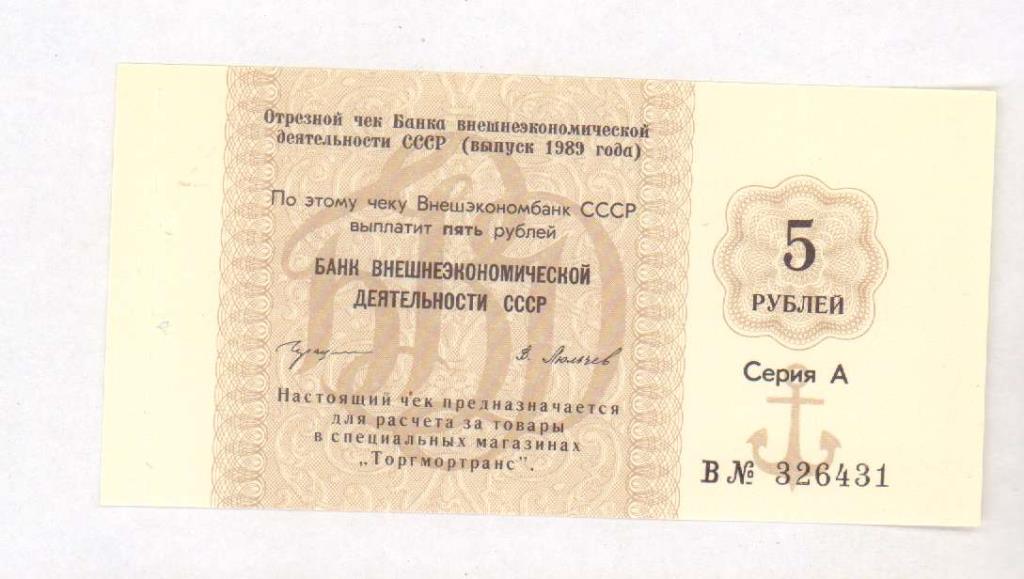 Отрезной чек Банка внешнеэкономической
деятельности СССР (выпуск 1989 года)
По этому чеку Внешэкономбанк СССР
выплатит пять рублей
БАНК ВНЕШНЕЭКОНОМИЧЕСКОЙ
ДЕЯТЕЛЬНОСТИ СССР
Настоящий чек предназначается
для расчета за товары
в специальных магазинах
„Торгмортранс".
5
РУБЛЕЙ
Серия А
В № 326431